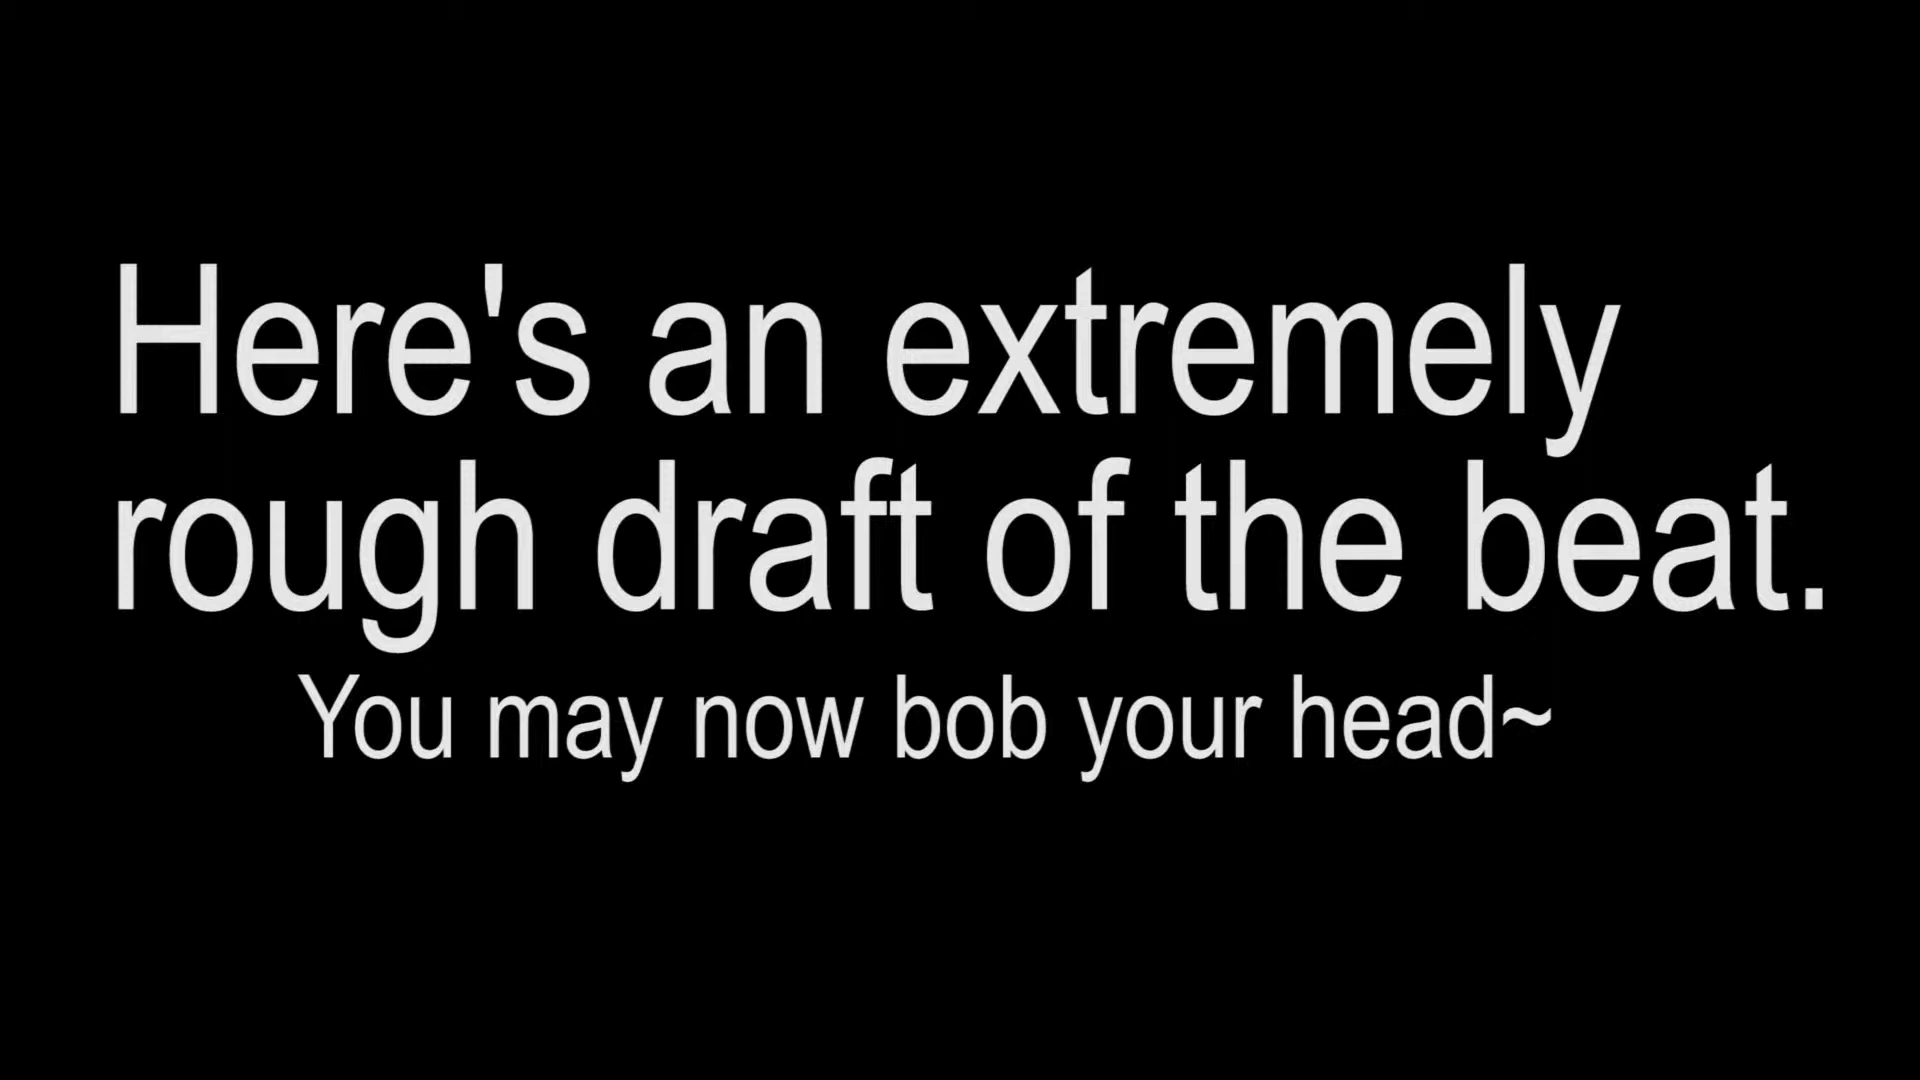 Here's an extremely
rough draft of the beat.
You may now bob your head~